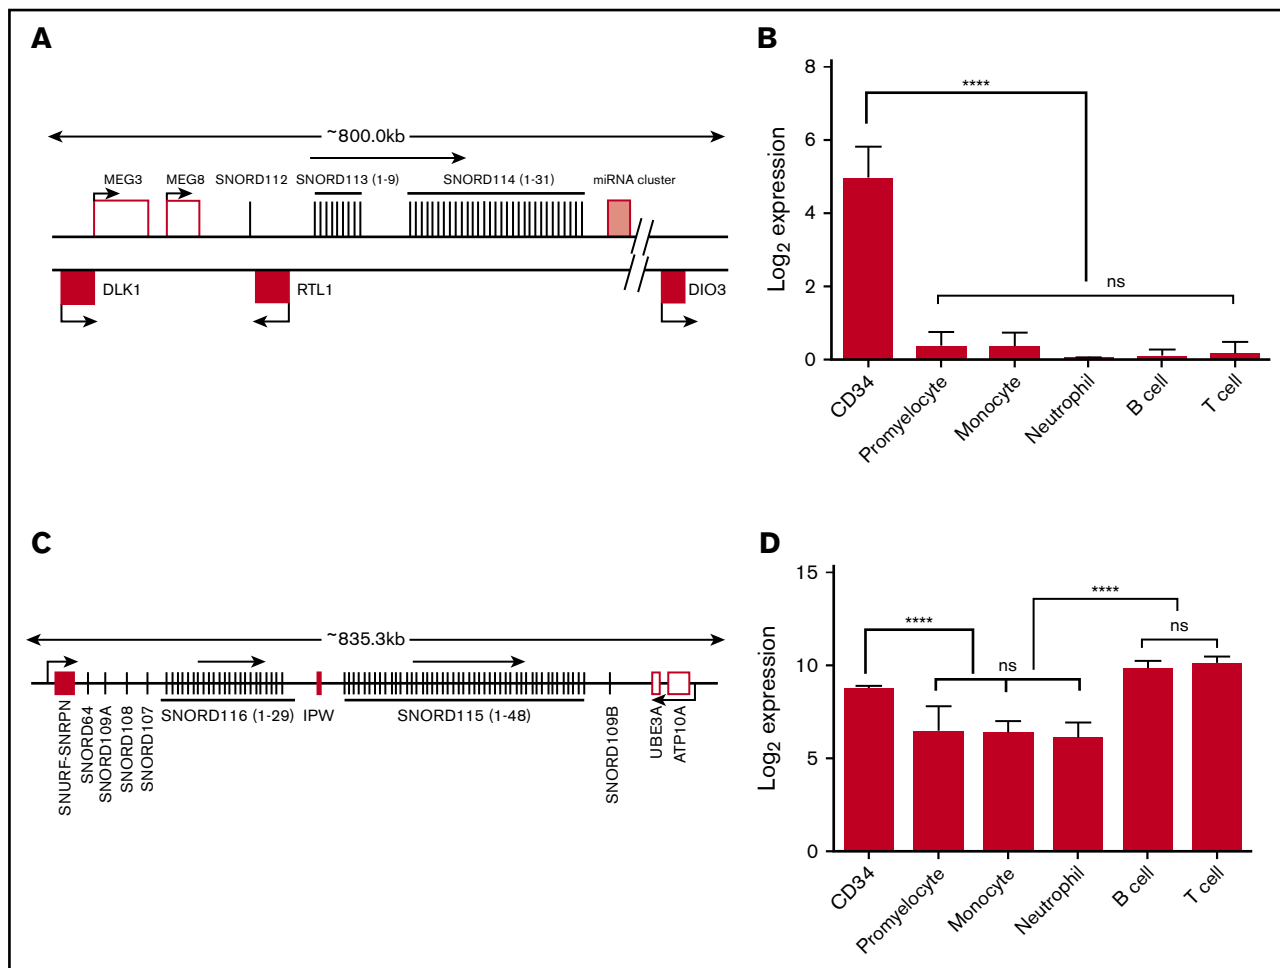 A
~800.0kb
MEG3 MEG8 SNORD112 SNORD113 (1-9) SNORD114 (1-31) miRNA cluster
DLK1 RTL1 DIO3
B
Log2 expression
8
6
4
2
0
****
ns
CD34 Promyelocyte Monocyte Neutrophil B cell T cell
C
~835.3kb
SNURF-SNRPN
SNORD64
SNORD109A
SNORD108
SNORD107
SNORD116 (1-29) IPW SNORD115 (1-48)
SNORD109B
UBE3A
ATP10A
D
Log2 expression
15
10
5
0
****
ns
****
ns
CD34 Promyelocyte Monocyte Neutrophil B cell T cell